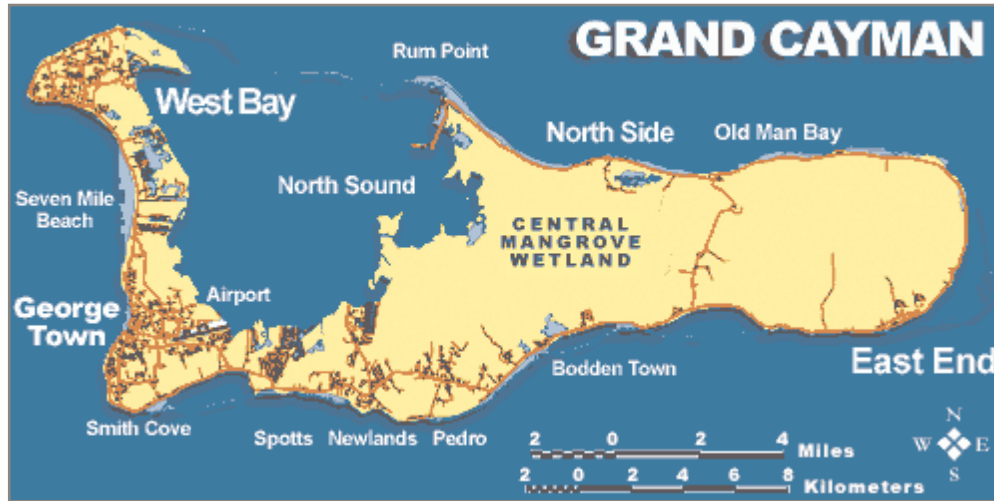 GRAND CAYMAN
Rum Point
West Bay
North Side
Old Man Bay
North Sound
Seven Mile
Beach
CENTRAL
MANGROVE
WETLAND
George
Town
Airport
Bodden Town
East End
Smith Cove
Spotts
Newlands
Pedro
N
W
E
S
2 0 2 4
Miles
2 0 2 4 6 8
Kilometers